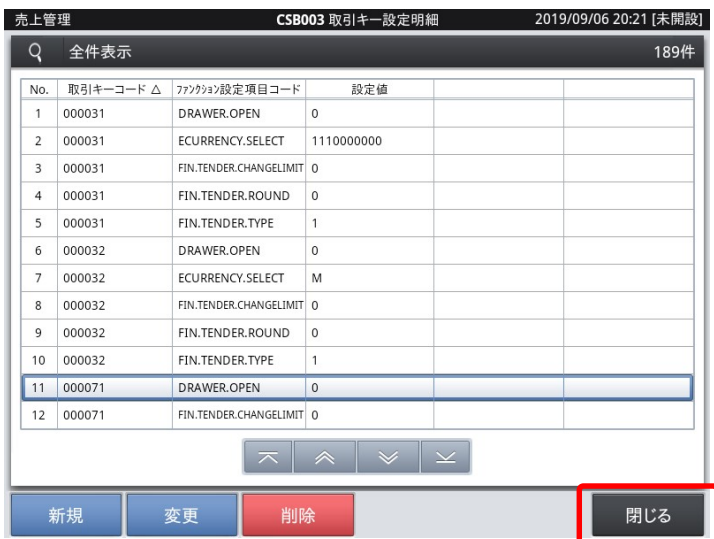 売上管理 CSB003 取引キー設定明細 2019/09/06 20:21 [未開設]
全件表示 189件
No. 取引キーコード △ ﾌｧﾝｸｼｮﾝ設定項目コード 設定値
1 000031 DRAWER.OPEN 0
2 000031 ECURRENCY.SELECT 1110000000
3 000031 FIN.TENDER.CHANGELIMIT 0
4 000031 FIN.TENDER.ROUND 0
5 000031 FIN.TENDER.TYPE 1
6 000032 DRAWER.OPEN 0
7 000032 ECURRENCY.SELECT M
8 000032 FIN.TENDER.CHANGELIMIT 0
9 000032 FIN.TENDER.ROUND 0
10 000032 FIN.TENDER.TYPE 1
11 000071 DRAWER.OPEN 0
12 000071 FIN.TENDER.CHANGELIMIT 0
新規 変更 削除 閉じる